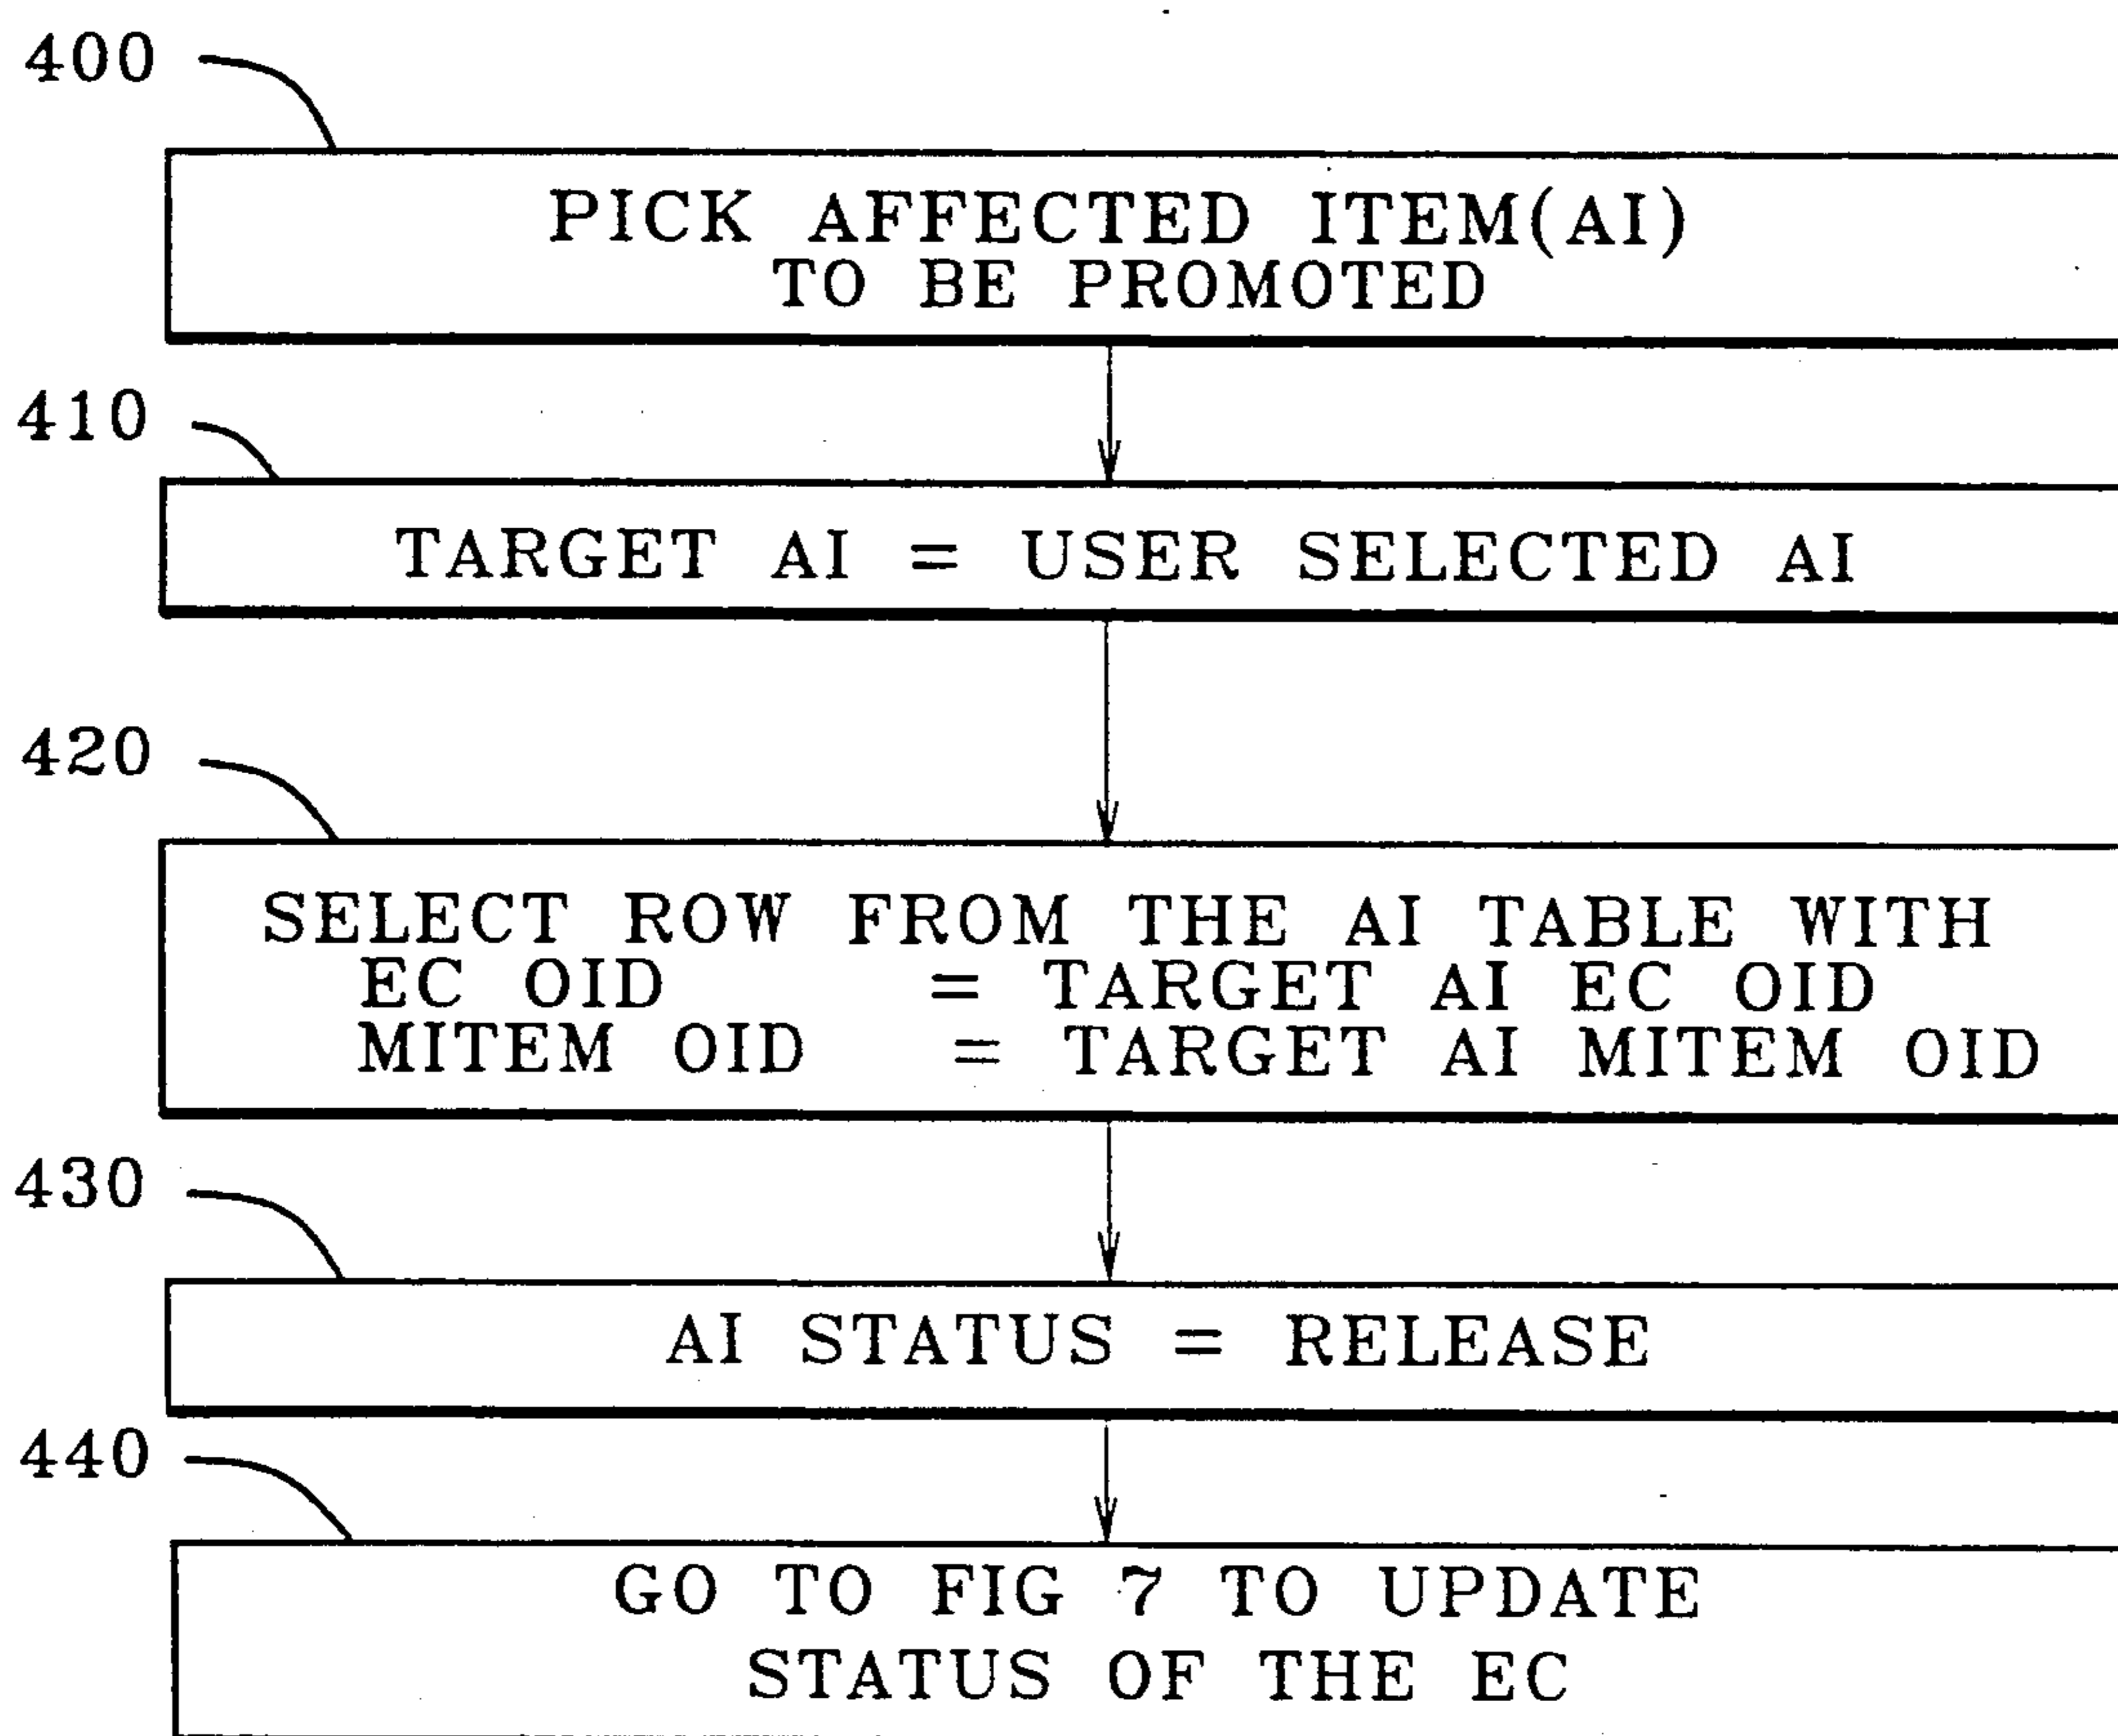 400
PICK AFFECTED ITEM(AI)
TO BE PROMOTED
410
TARGET AI = USER SELECTED AI
420
SELECT ROW FROM THE AI TABLE WITH
EC OID = TARGET AI EC OID
MITEM OID = TARGET AI MITEM OID
430
AI STATUS = RELEASE
440
GO TO FIG 7 TO UPDATE
STATUS OF THE EC